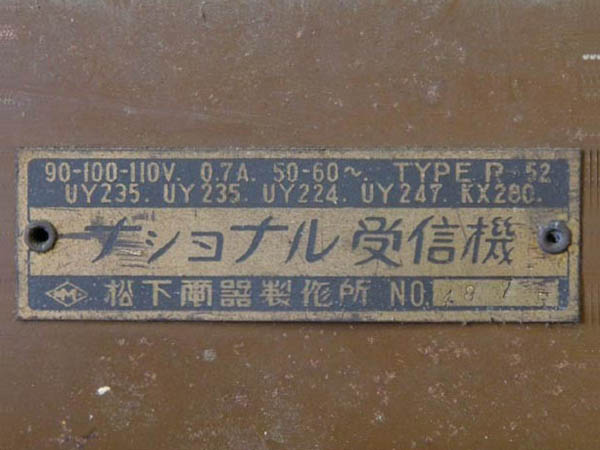 90-100-110V. 0.7A. 50-60～. TYPE R-52
UY235. UY235. UY224. UY247. KX280.
ナショナル受信機
松下電器製作所 NO.